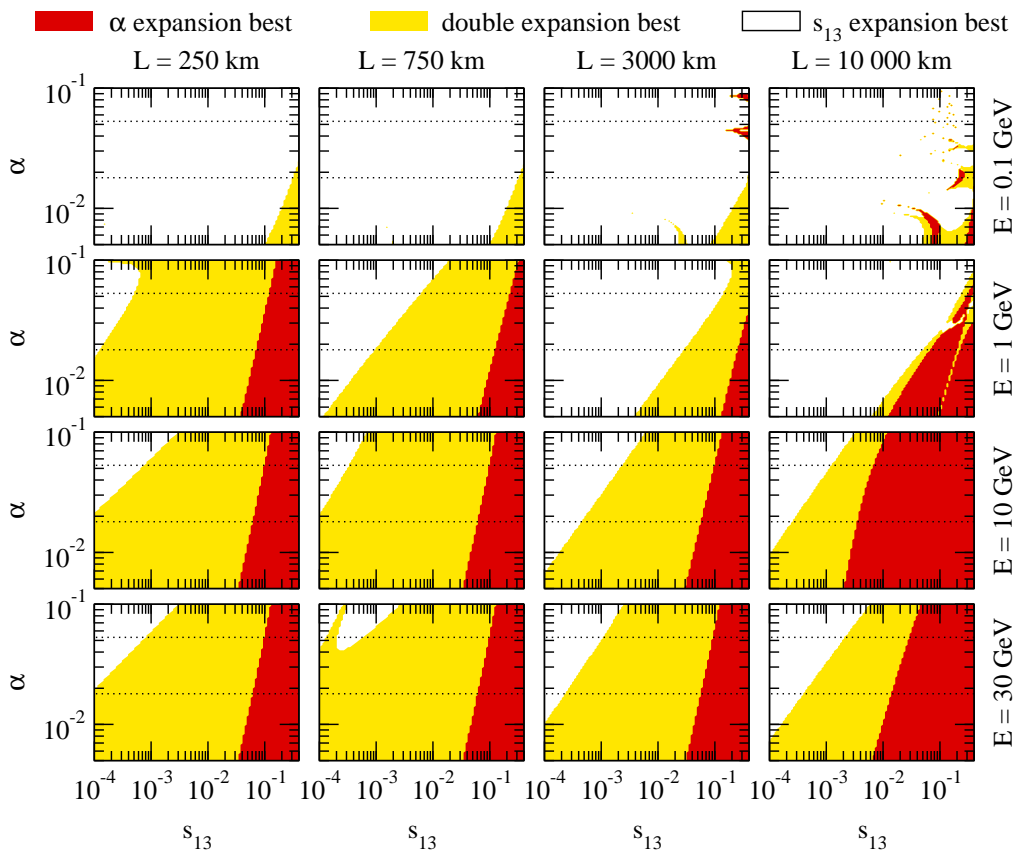 α expansion best double expansion best s₁₃ expansion best
L = 250 km L = 750 km L = 3000 km L = 10 000 km
10⁻¹
α
10⁻²
E = 0.1 GeV
10⁻¹
α
10⁻²
E = 1 GeV
10⁻¹
α
10⁻²
E = 10 GeV
10⁻¹
α
10⁻²
E = 30 GeV
10⁻⁴ 10⁻³ 10⁻² 10⁻¹ 10⁻⁴ 10⁻³ 10⁻² 10⁻¹ 10⁻⁴ 10⁻³ 10⁻² 10⁻¹ 10⁻⁴ 10⁻³ 10⁻² 10⁻¹
s₁₃ s₁₃ s₁₃ s₁₃